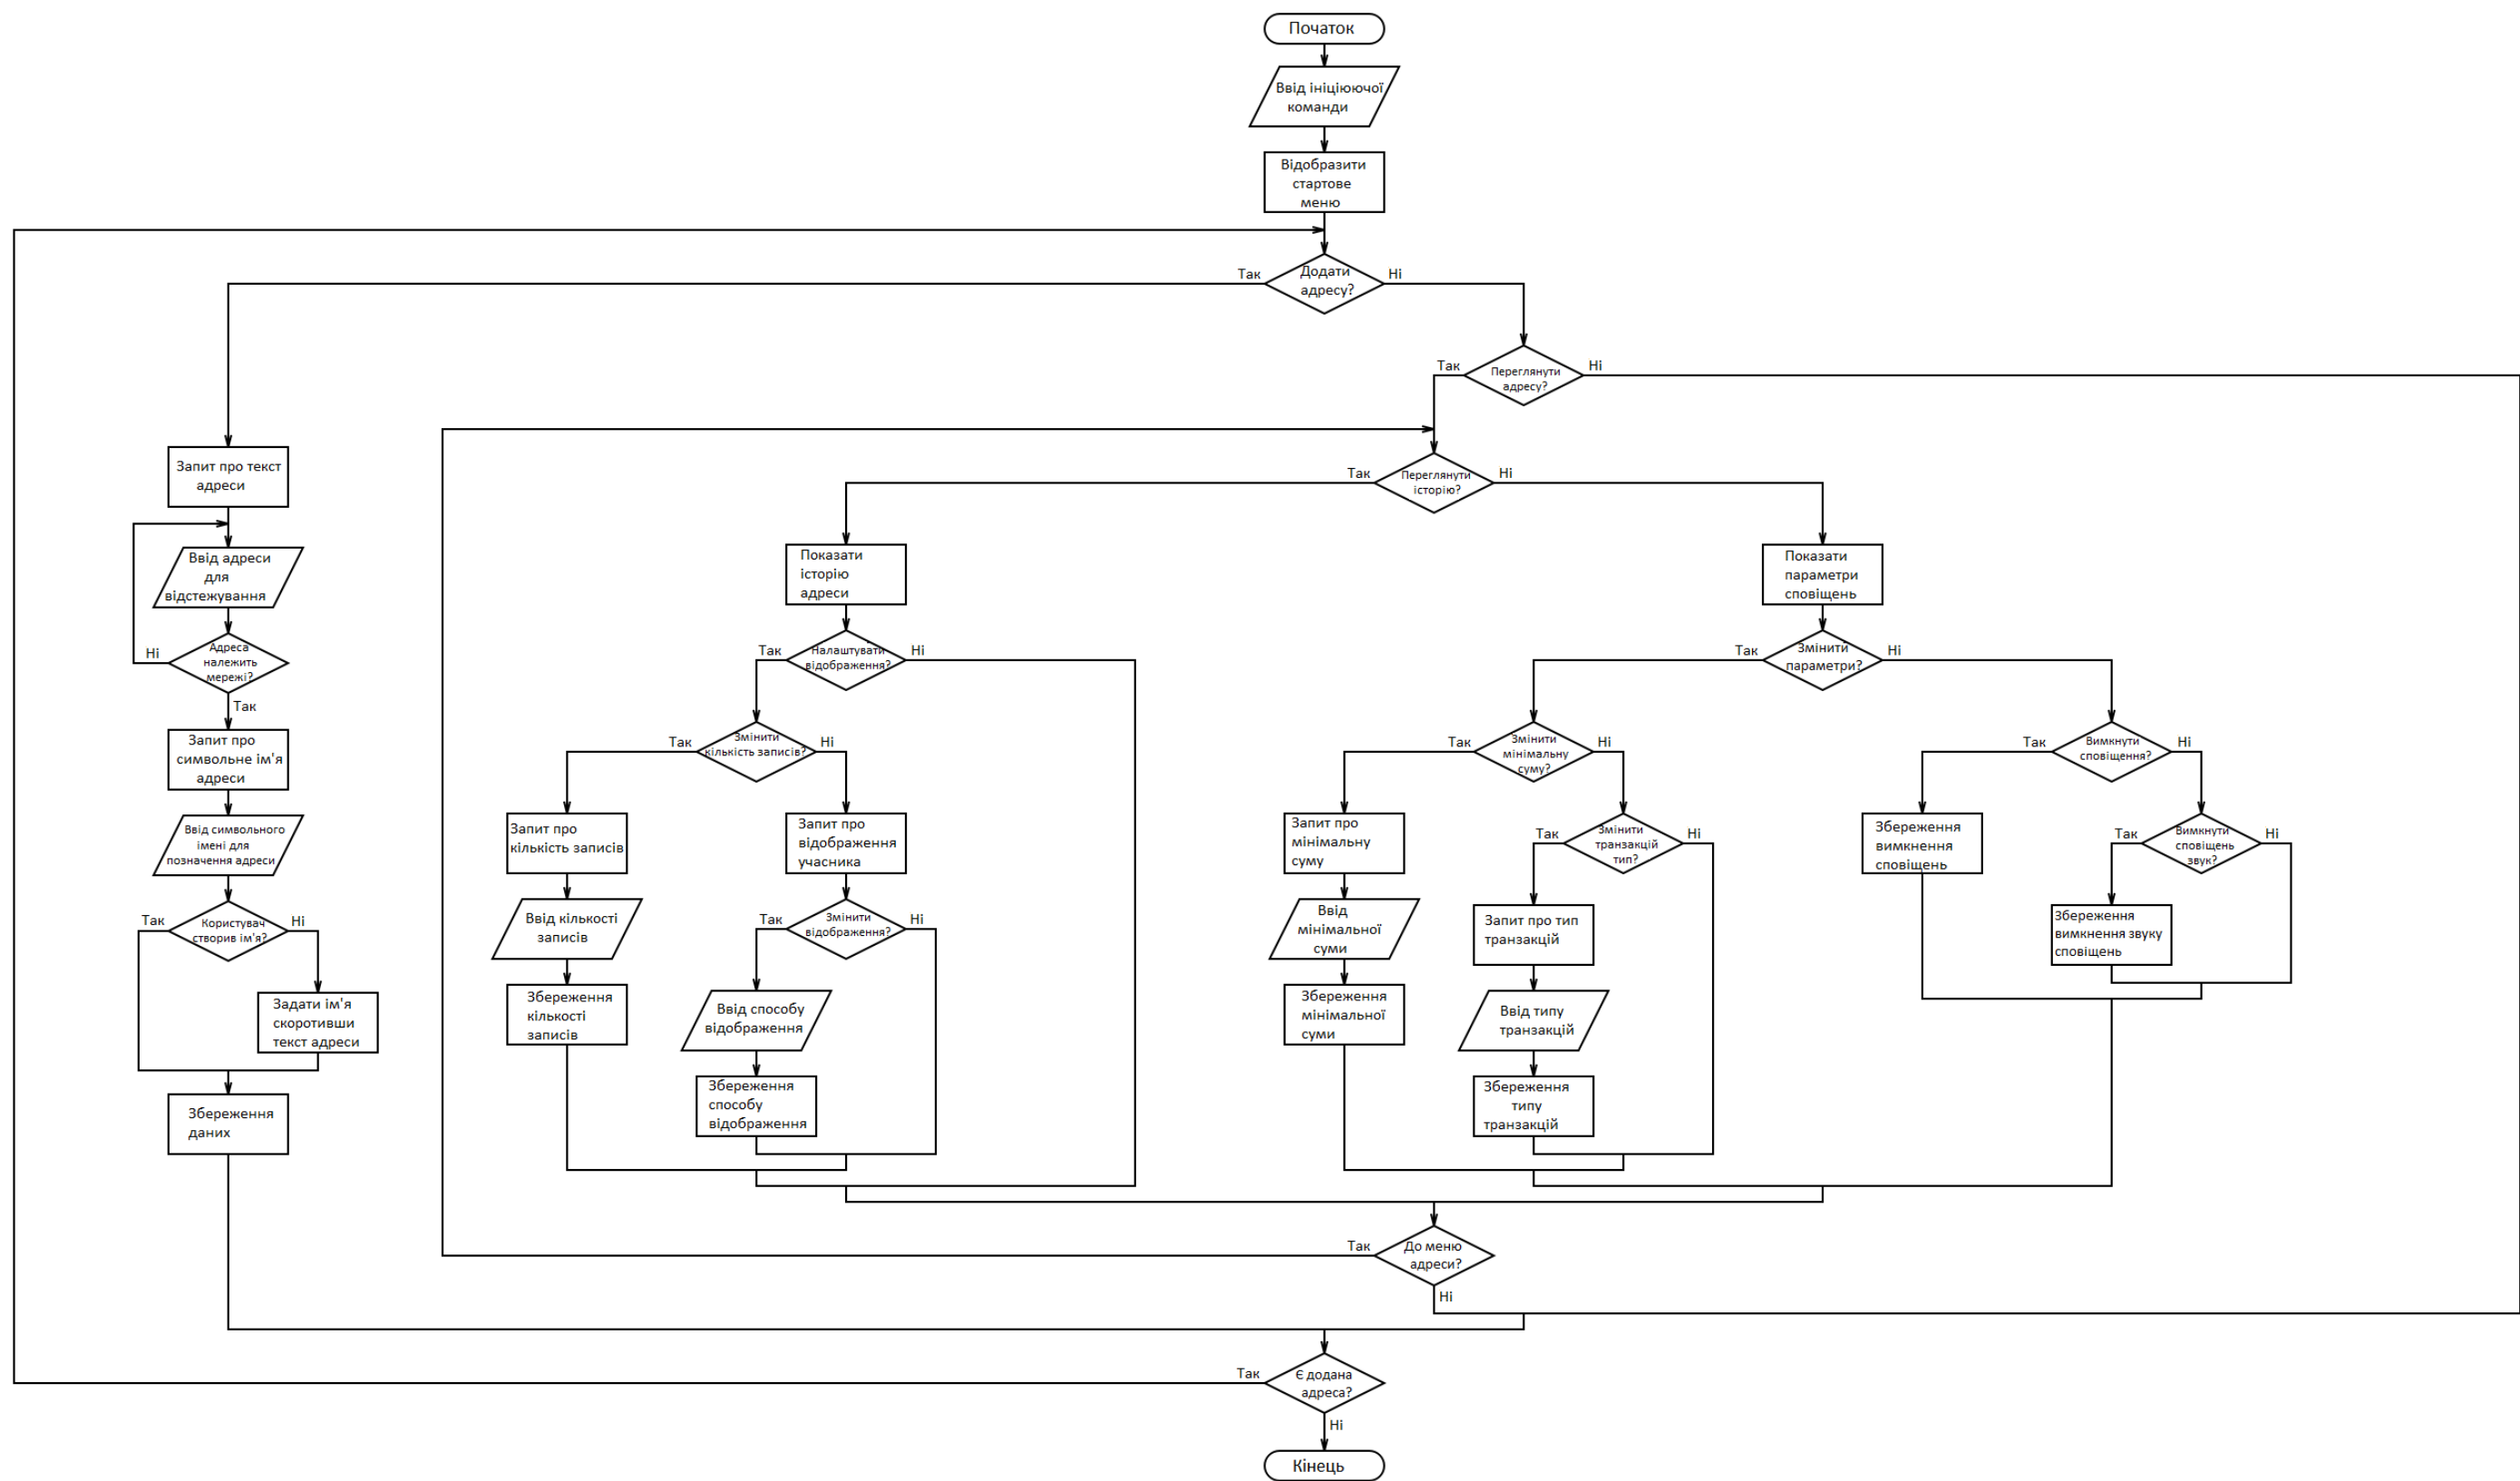 Початок
Ввід ініціюючої
команди
Відобразити
стартове
меню
Так
Додати
адресу?
Ні
Так
Переглянути
адресу?
Ні
Запит про текст
адреси
Ввід адреси
для
відстежування
Ні
Адреса
належить
мережі?
Так
Запит про
символьне ім'я
адреси
Ввід символьного
імені для
позначення адреси
Так
Користувач
створив ім'я?
Ні
Задати ім'я
скоротивши
текст адреси
Збереження
даних
Так
Переглянути
історію?
Ні
Показати
історію
адреси
Так
Налаштувати
відображення?
Ні
Так
Змінити
кількість записів?
Ні
Запит про
кількість записів
Ввід кількості
записів
Збереження
кількості
записів
Запит про
відображення
учасника
Так
Змінити
відображення?
Ні
Ввід способу
відображення
Збереження
способу
відображення
Показати
параметри
сповіщень
Так
Змінити
параметри?
Ні
Так
Змінити
мінімальну
суму?
Ні
Запит про
мінімальну
суму
Ввід
мінімальної
суми
Збереження
мінімальної
суми
Так
Змінити
транзакцій
тип?
Ні
Запит про тип
транзакцій
Ввід типу
транзакцій
Збереження
типу
транзакцій
Так
Вимкнути
сповіщення?
Ні
Збереження
вимкнення
сповіщень
Так
Вимкнути
сповіщень
звук?
Ні
Збереження
вимкнення звуку
сповіщень
Так
До меню
адреси?
Ні
Так
Є додана
адреса?
Ні
Кінець